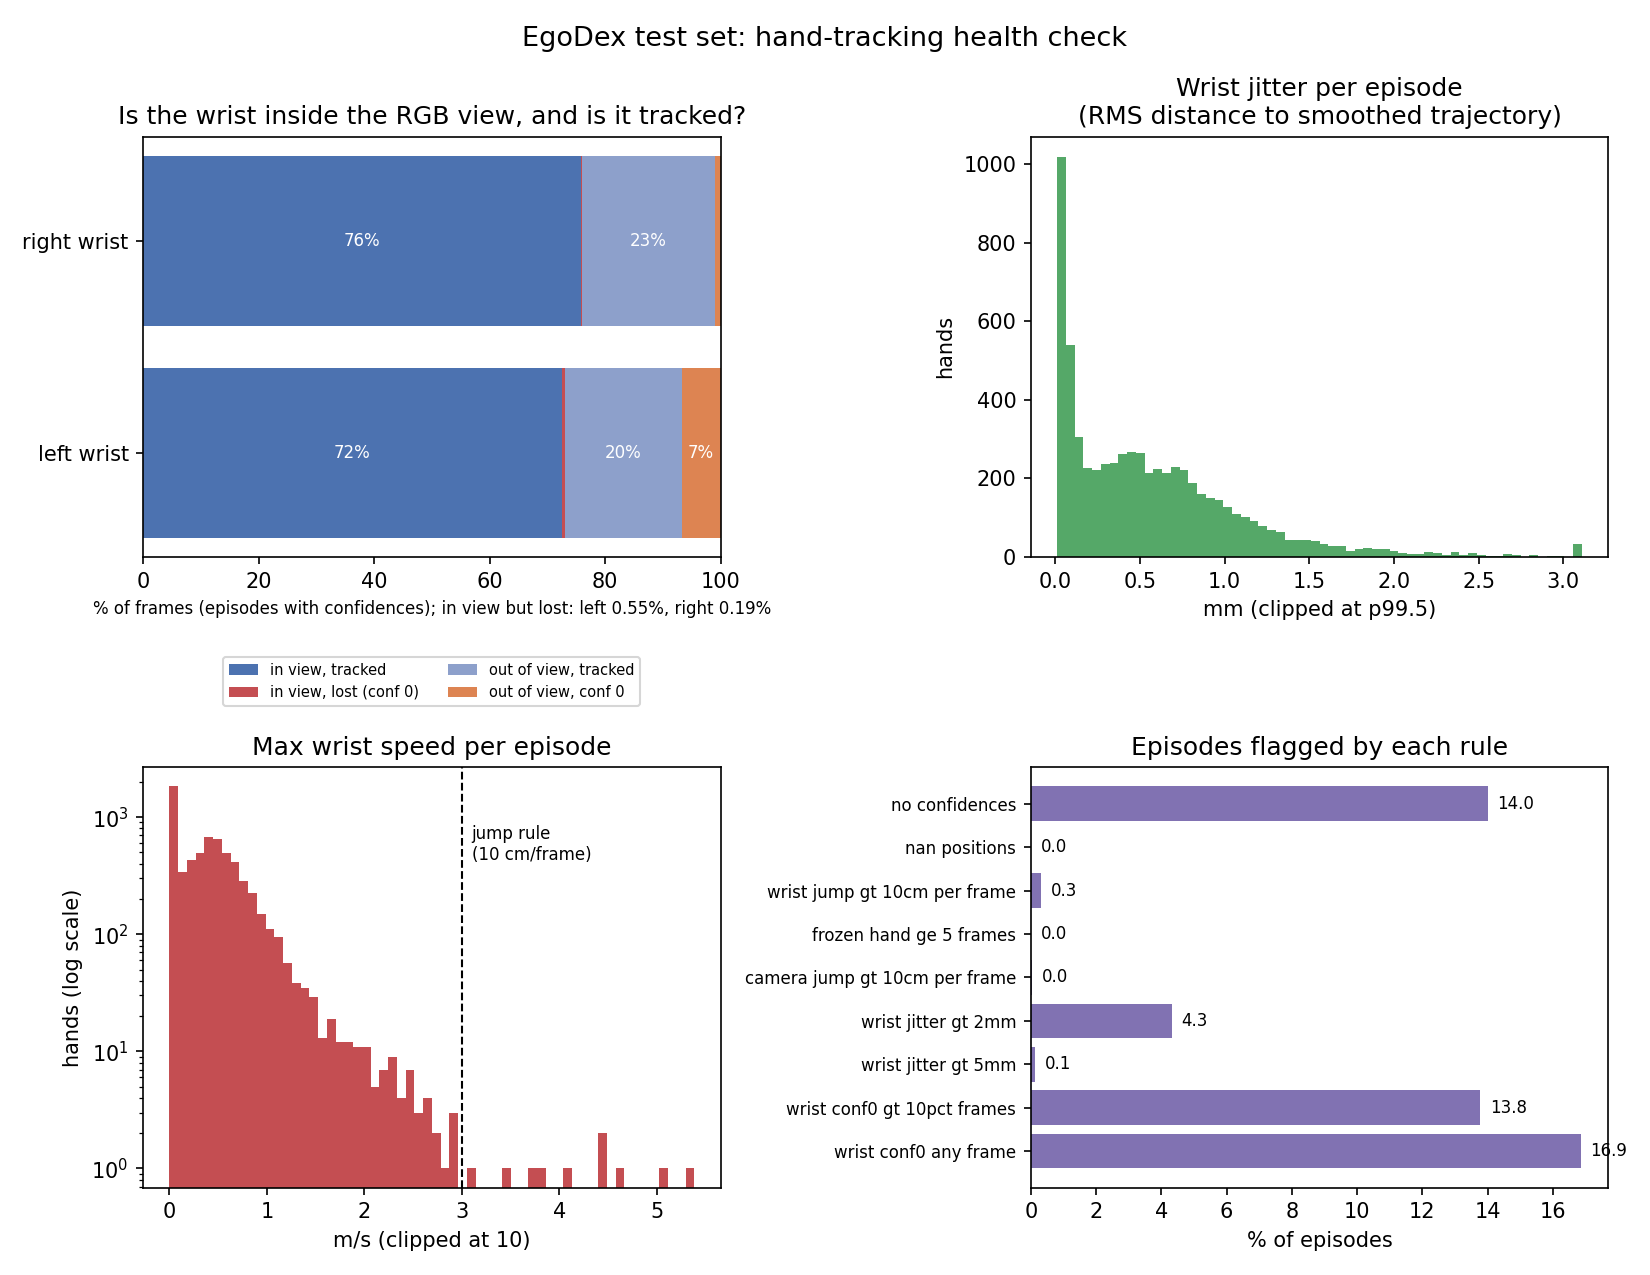 EgoDex test set: hand-tracking health check
Is the wrist inside the RGB view, and is it tracked?
right wrist
76%
23%
left wrist
72%
20%
7%
0 20 40 60 80 100
% of frames (episodes with confidences); in view but lost: left 0.55%, right 0.19%
in view, tracked
in view, lost (conf 0)
out of view, tracked
out of view, conf 0
Wrist jitter per episode
(RMS distance to smoothed trajectory)
hands
1000
800
600
400
200
0
0.0 0.5 1.0 1.5 2.0 2.5 3.0
mm (clipped at p99.5)
Max wrist speed per episode
hands (log scale)
10³
10²
10¹
10⁰
jump rule
(10 cm/frame)
0 1 2 3 4 5
m/s (clipped at 10)
Episodes flagged by each rule
no confidences 14.0
nan positions 0.0
wrist jump gt 10cm per frame 0.3
frozen hand ge 5 frames 0.0
camera jump gt 10cm per frame 0.0
wrist jitter gt 2mm 4.3
wrist jitter gt 5mm 0.1
wrist conf0 gt 10pct frames 13.8
wrist conf0 any frame 16.9
0 2 4 6 8 10 12 14 16
% of episodes